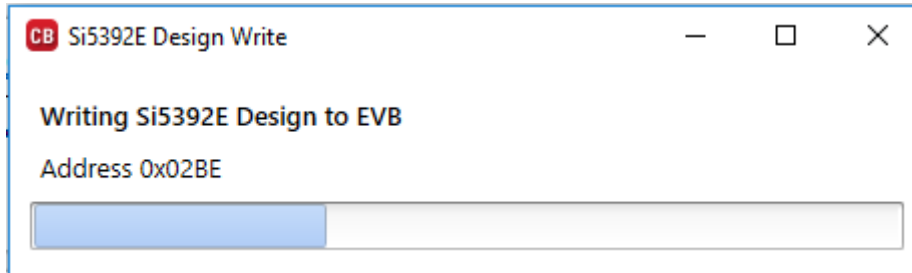 CB Si5392E Design Write
Writing Si5392E Design to EVB
Address 0x02BE